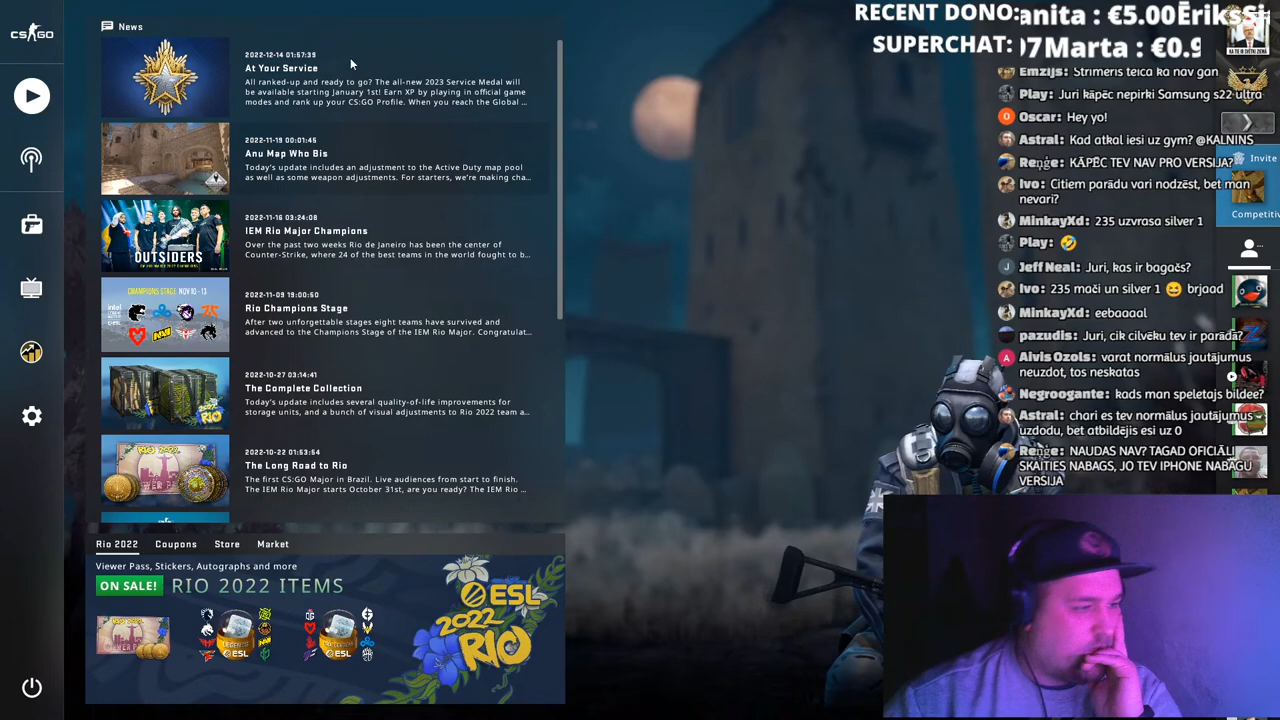 CS:GO
News
2022-12-14 01:57:39
At Your Service
All ranked-up and ready to go? The all-new 2023 Service Medal will
be available starting January 1st! Earn XP by playing in official game
modes and rank up your CS:GO Profile. When you reach the Global ...
2022-11-19 00:01:45
Anu Map Who Bis
Today's update includes an adjustment to the Active Duty map pool
as well as some weapon adjustments. For starters, we're making cha...
OUTSIDERS
2022-11-16 03:24:08
IEM Rio Major Champions
Over the past two weeks Rio de Janeiro has been the center of
Counter-Strike, where 24 of the best teams in the world fought to b...
CHAMPIONS STAGE NOV 10 - 13
2022-11-09 19:00:50
Rio Champions Stage
After two unforgettable stages eight teams have survived and
advanced to the Champions Stage of the IEM Rio Major. Congratulat...
2022-10-27 03:14:41
The Complete Collection
Today's update includes several quality-of-life improvements for
storage units, and a bunch of visual adjustments to Rio 2022 team a...
2022-10-22 01:53:54
The Long Road to Rio
The first CS:GO Major in Brazil. Live audiences from start to finish.
The IEM Rio Major starts October 31st, are you ready? The IEM Rio ...
Rio 2022 Coupons Store Market
Viewer Pass, Stickers, Autographs and more
ON SALE! RIO 2022 ITEMS
ESL
2022
RIO
RECENT DONO: anita : €5.00ĒriksSi
SUPERCHAT: 07Marta : €0.9
Emzijs: Strimeris teica ka nav gan
Play: Juri kāpēc nepirki Samsung s22 ultra
Oscar: Hey yo!
Astral: Kad atkal iesi uz gym? @KALNINS
Reņģe: KĀPĒC TEV NAV PRO VERSIJA?
Ivo: Citiem parādu vari nodzēst, bet man
nevari?
MinkayXd: 235 uzvrasa silver 1
Play: 🤣
Jeff Neal: Juri, kas ir bagačs?
Ivo: 235 mači un silver 1 😆 brjaad
MinkayXd: eebaaaal
pazudis: Juri, cik cilvēku tev ir parādā?
Aivis Ozols: varat normālus jautājumus
neuzdot, tos neskatas
Negroogante: kads man speletajs bildee?
Astral: chari es tev normālus jautājumus
uzdodu, bet atbildējis esi uz 0
Reņģe: NAUDAS NAV? TAGAD OFICIĀLI
SKAITIES NABAGS, JO TEV IPHONE NABAGU
VERSIJA
Invite
Competitiv